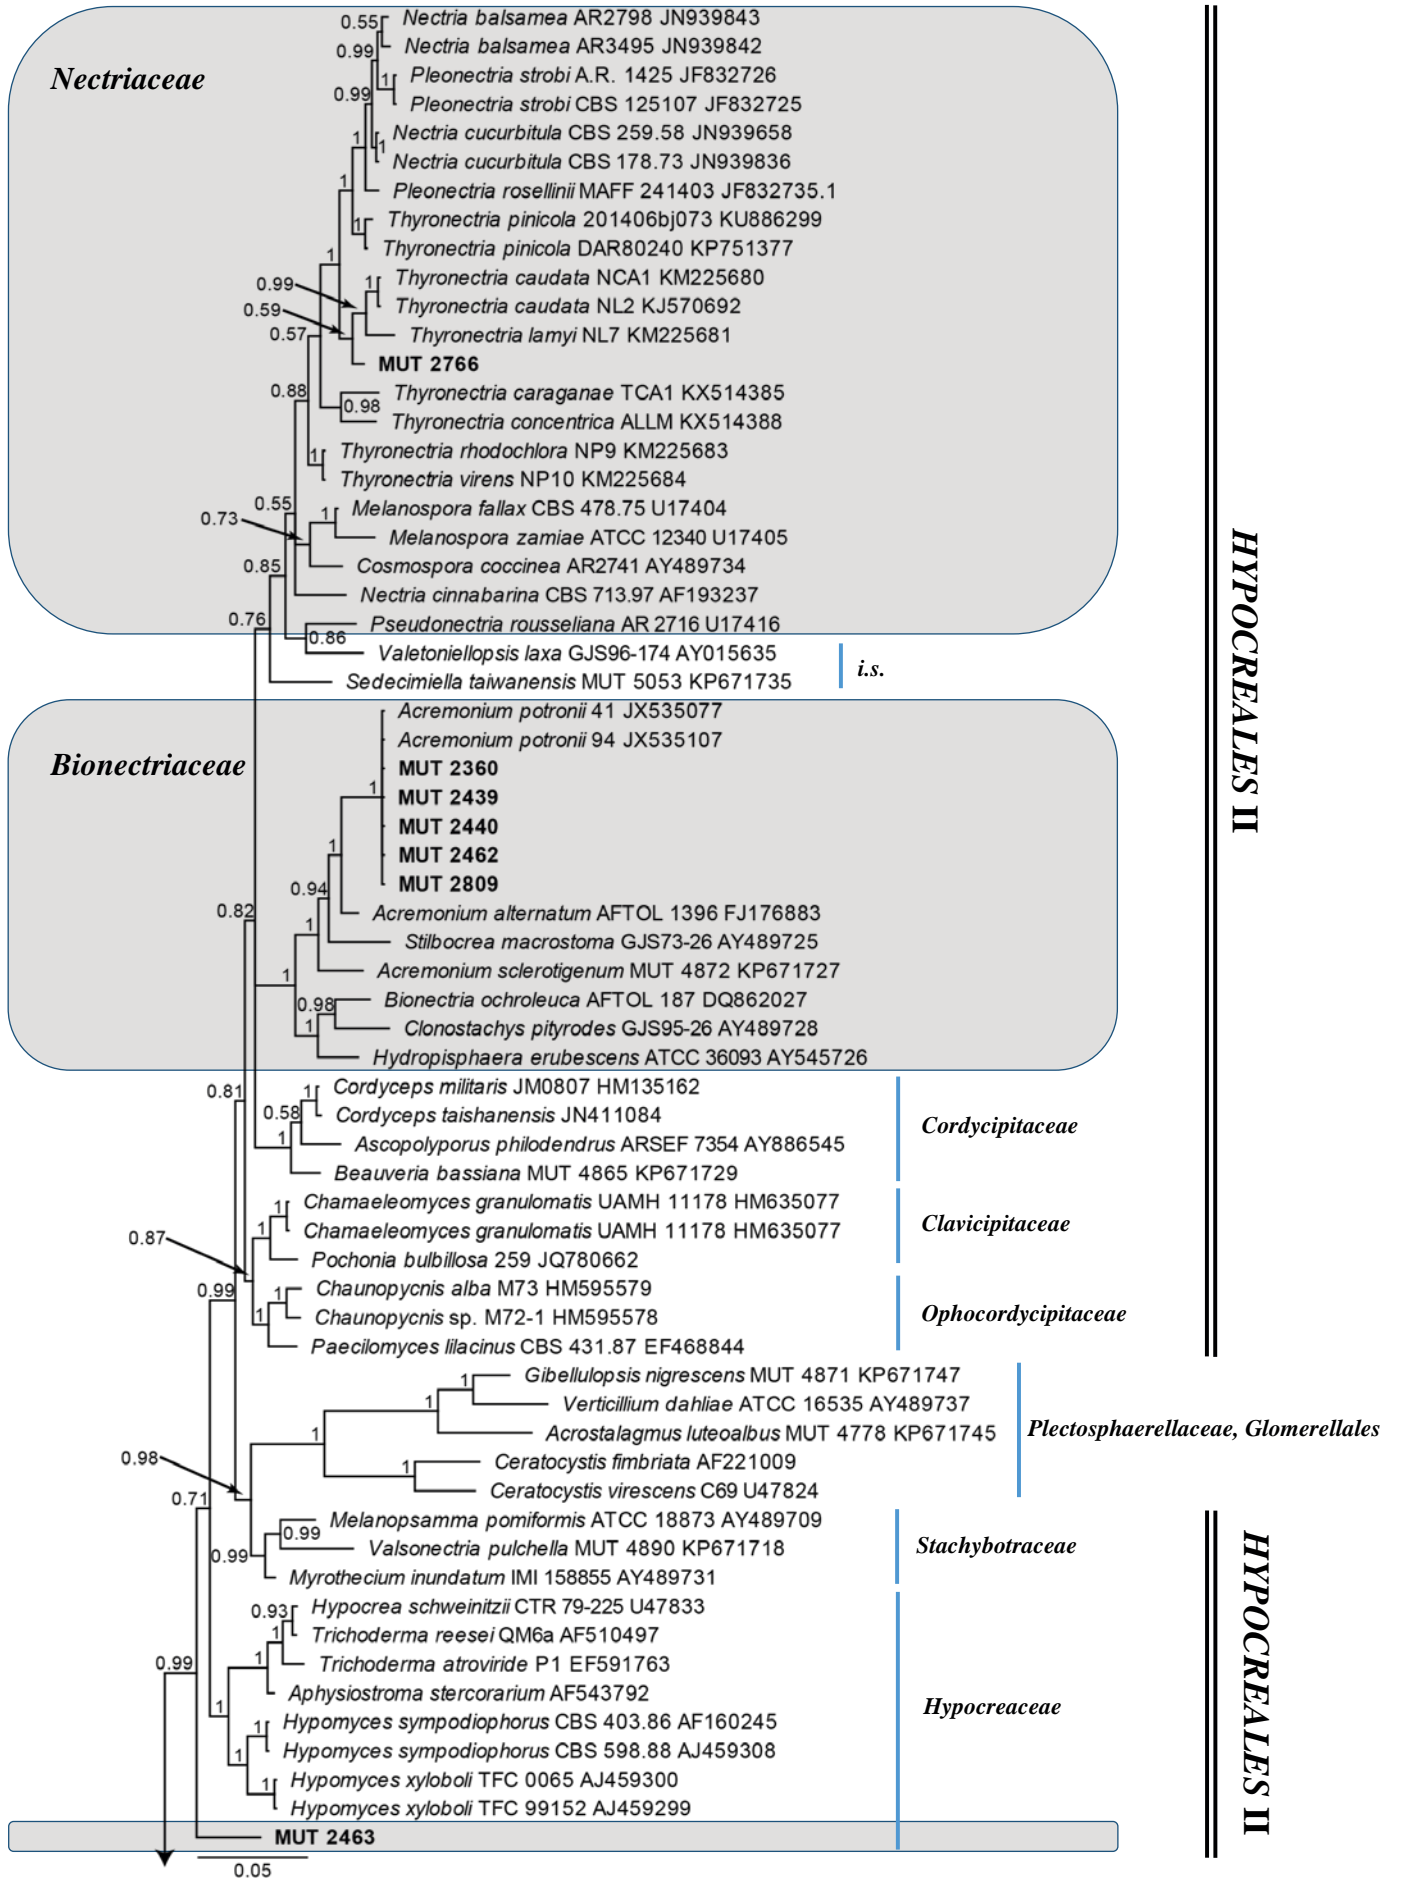 Nectriaceae
0.55
Nectria balsamea AR2798 JN939843
0.99
Nectria balsamea AR3495 JN939842
1
Pleonectria strobi A.R. 1425 JF832726
0.99
Pleonectria strobi CBS 125107 JF832725
1
Nectria cucurbitula CBS 259.58 JN939658
1
Nectria cucurbitula CBS 178.73 JN939836
1
Pleonectria rosellinii MAFF 241403 JF832735.1
1
Thyronectria pinicola 201406bj073 KU886299
Thyronectria pinicola DAR80240 KP751377
1
0.99
1
Thyronectria caudata NCA1 KM225680
0.59
Thyronectria caudata NL2 KJ570692
0.57
Thyronectria lamyi NL7 KM225681
MUT 2766
0.88
Thyronectria caraganae TCA1 KX514385
0.98
Thyronectria concentrica ALLM KX514388
1
Thyronectria rhodochlora NP9 KM225683
Thyronectria virens NP10 KM225684
0.55
0.73
1
Melanospora fallax CBS 478.75 U17404
Melanospora zamiae ATCC 12340 U17405
0.85
Cosmospora coccinea AR2741 AY489734
Nectria cinnabarina CBS 713.97 AF193237
0.76
Pseudonectria rousseliana AR 2716 U17416
0.86
Valetoniellopsis laxa GJS96-174 AY015635
i.s.
Sedecimiella taiwanensis MUT 5053 KP671735
HYPOCREALES II
Bionectriaceae
Acremonium potronii 41 JX535077
Acremonium potronii 94 JX535107
MUT 2360
1
MUT 2439
MUT 2440
1
MUT 2462
MUT 2809
0.94
0.82
Acremonium alternatum AFTOL 1396 FJ176883
1
Stilbocrea macrostoma GJS73-26 AY489725
1
Acremonium sclerotigenum MUT 4872 KP671727
0.98
Bionectria ochroleuca AFTOL 187 DQ862027
1
Clonostachys pityrodes GJS95-26 AY489728
Hydropisphaera erubescens ATCC 36093 AY545726
0.81
1
Cordyceps militaris JM0807 HM135162
0.58
Cordyceps taishanensis JN411084
Cordycipitaceae
1
Ascopolyporus philodendrus ARSEF 7354 AY886545
Beauveria bassiana MUT 4865 KP671729
1
Chamaeleomyces granulomatis UAMH 11178 HM635077
0.87
1
Chamaeleomyces granulomatis UAMH 11178 HM635077
Clavicipitaceae
Pochonia bulbillosa 259 JQ780662
0.99
1
Chaunopycnis alba M73 HM595579
1
Chaunopycnis sp. M72-1 HM595578
Ophocordycipitaceae
Paecilomyces lilacinus CBS 431.87 EF468844
1
Gibellulopsis nigrescens MUT 4871 KP671747
1
Verticillium dahliae ATCC 16535 AY489737
1
Acrostalagmus luteoalbus MUT 4778 KP671745
Plectosphaerellaceae, Glomerellales
0.98
1
Ceratocystis fimbriata AF221009
Ceratocystis virescens C69 U47824
0.71
Melanopsamma pomiformis ATCC 18873 AY489709
0.99
Valsonectria pulchella MUT 4890 KP671718
Stachybotraceae
0.99
Myrothecium inundatum IMI 158855 AY489731
0.93
Hypocrea schweinitzii CTR 79-225 U47833
1
Trichoderma reesei QM6a AF510497
0.99
1
Trichoderma atroviride P1 EF591763
Aphysiostroma stercorarium AF543792
Hypocreaceae
1
1
Hypomyces sympodiophorus CBS 403.86 AF160245
1
Hypomyces sympodiophorus CBS 598.88 AJ459308
1
Hypomyces xyloboli TFC 0065 AJ459300
Hypomyces xyloboli TFC 99152 AJ459299
MUT 2463
HYPOCREALES II
0.05